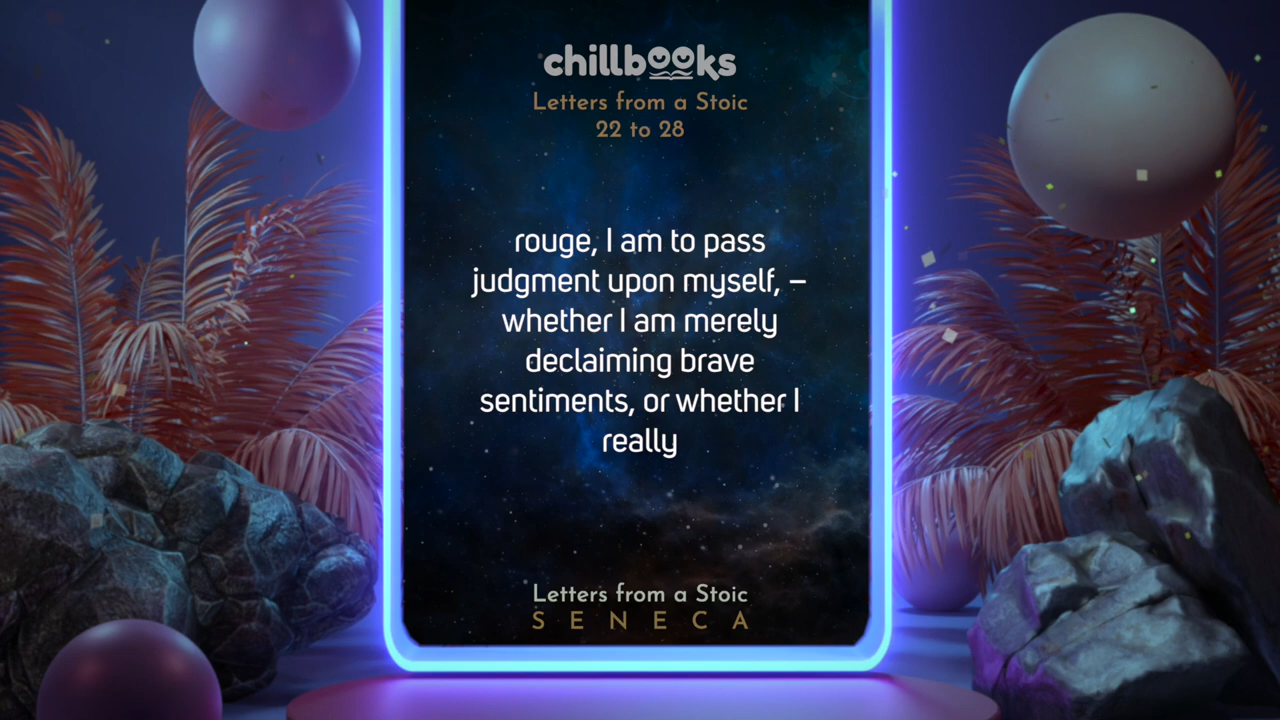 chillbooks
Letters from a Stoic
22 to 28
rouge, I am to pass
judgment upon myself, –
whether I am merely
declaiming brave
sentiments, or whether I
really
Letters from a Stoic
SENECA